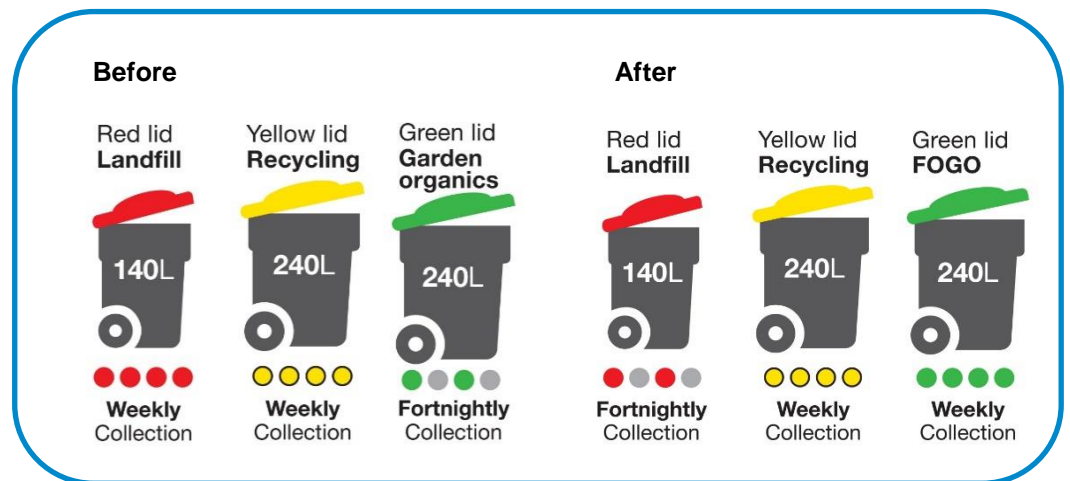 Before
Red lid
Landfill
140L
Weekly
Collection
Yellow lid
Recycling
240L
Weekly
Collection
Green lid
Garden
organics
240L
Fortnightly
Collection
After
Red lid
Landfill
140L
Fortnightly
Collection
Yellow lid
Recycling
240L
Weekly
Collection
Green lid
FOGO
240L
Weekly
Collection